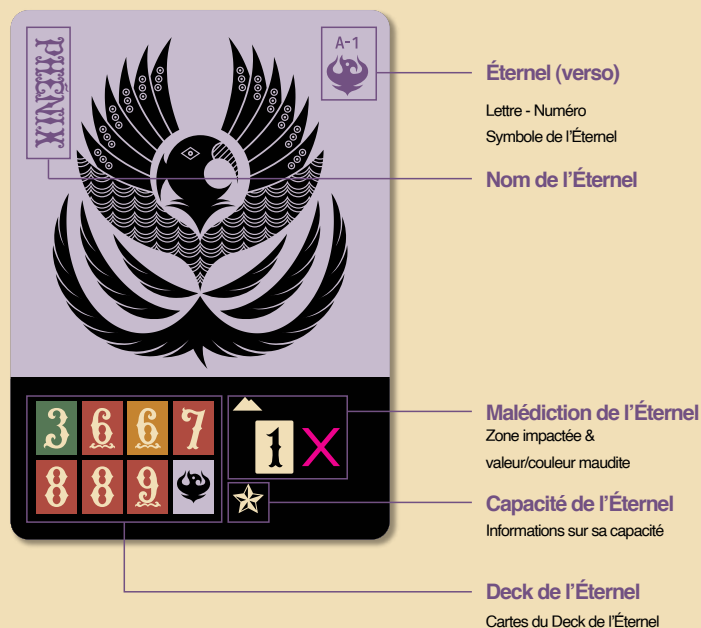 PHÉNIX
A-1
Éternel (verso)
Lettre - Numéro
Symbole de l'Éternel
Nom de l'Éternel
3 6 6 7
8 8 9
1 X
Malédiction de l'Éternel
Zone impactée &
valeur/couleur maudite
Capacité de l'Éternel
Informations sur sa capacité
Deck de l'Éternel
Cartes du Deck de l'Éternel